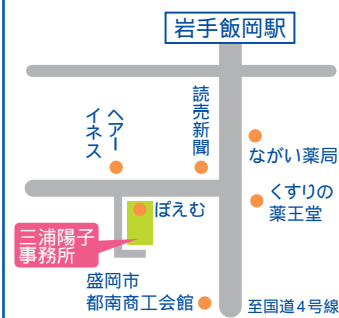 岩手飯岡駅
読売新聞
ヘアー
イネス
ながい薬局
くすりの
薬王堂
ぽえむ
三浦陽子
事務所
盛岡市
都南商工会館
至国道4号線